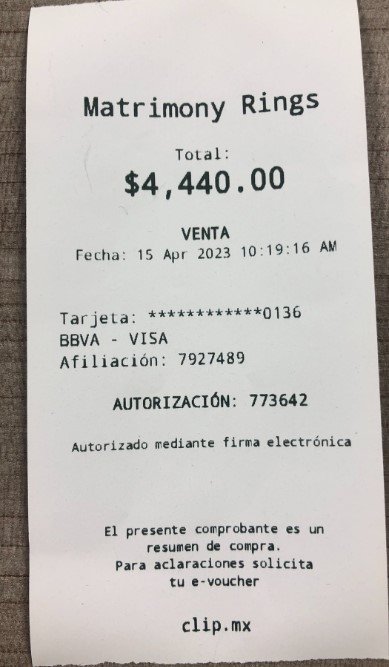 Matrimony Rings
Total:
$4,440.00
VENTA
Fecha: 15 Apr 2023 10:19:16 AM
Tarjeta: ************0136
BBVA - VISA
Afiliación: 7927489
AUTORIZACIÓN: 773642
Autorizado mediante firma electrónica
El presente comprobante es un
resumen de compra.
Para aclaraciones solicita
tu e-voucher
clip.mx